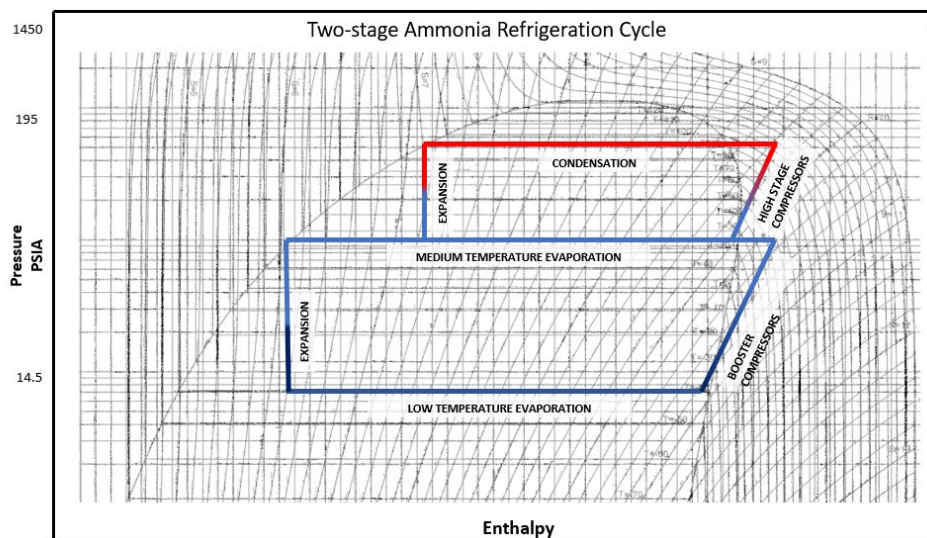 Two-stage Ammonia Refrigeration Cycle
1450
195
Pressure
PSIA
14.5
CONDENSATION
EXPANSION
HIGH STAGE
COMPRESSORS
MEDIUM TEMPERATURE EVAPORATION
EXPANSION
BOOSTER
COMPRESSORS
LOW TEMPERATURE EVAPORATION
Enthalpy